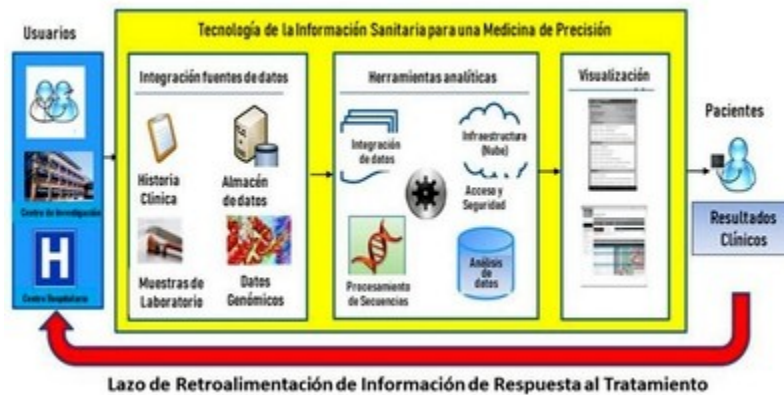 Usuarios
Tecnología de la Información Sanitaria para una Medicina de Precisión
Integración fuentes de datos
Herramientas analíticas
Visualización
Historia
Clínica
Almacén
de datos
Muestras de
Laboratorio
Datos
Genómicos
Integración
de datos
Infraestructura
(Nube)
Acceso y
Seguridad
Procesamiento
de Secuencias
Análisis
de
datos
Pacientes
Resultados
Clínicos
Centro de Investigación
H
Centro Hospitalario
Lazo de Retroalimentación de Información de Respuesta al Tratamiento